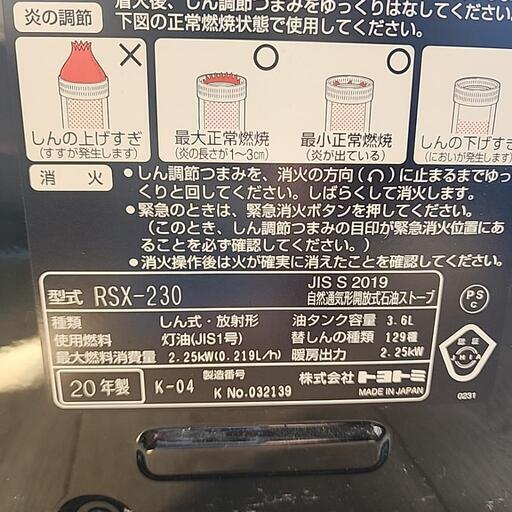 着火後、しん調節つまみをゆっくりはなしてください
炎の調節
下図の正常燃焼状態で使用してください。
しんの上げすぎ
(すすが発生します)
最大正常燃焼
(炎の長さが1〜3cm)
最小正常燃焼
(炎が出ている)
しんの下げすぎ
(においが発生します)
消火
●しん調節つまみを、消火の方向( )に止まるまでゆっ
くりと回してください。しばらくして消火します。
●緊急のときは、緊急消火ボタンを押してください。
(このとき、しん調節つまみの目印が緊急消火位置にあ
ることを必ず確認してください。)
●消火操作後は火が確実に消えたことを確認してください。
型式 RSX-230
JIS S 2019
自然通気形開放式石油ストーブ
種類 しん式・放射形 油タンク容量 3.6L
使用燃料 灯油(JIS1号) 替しんの種類 129種
最大燃料消費量 2.25kW(0.219L/h) 暖房出力 2.25kW
20年製 K-04 製造番号 K No.032139
株式会社トヨトミ
MADE IN JAPAN
PS
C
認証
JHIA
0231